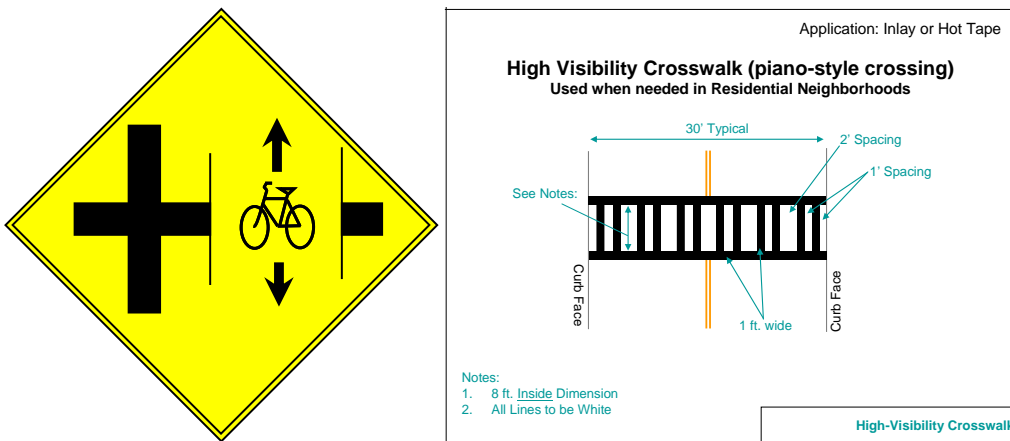 Application: Inlay or Hot Tape
High Visibility Crosswalk (piano-style crossing)
Used when needed in Residential Neighborhoods
30’ Typical
2’ Spacing
1’ Spacing
See Notes:
Curb Face
Curb Face
1 ft. wide
Notes:
1. 8 ft. Inside Dimension
2. All Lines to be White
High-Visibility Crosswalk